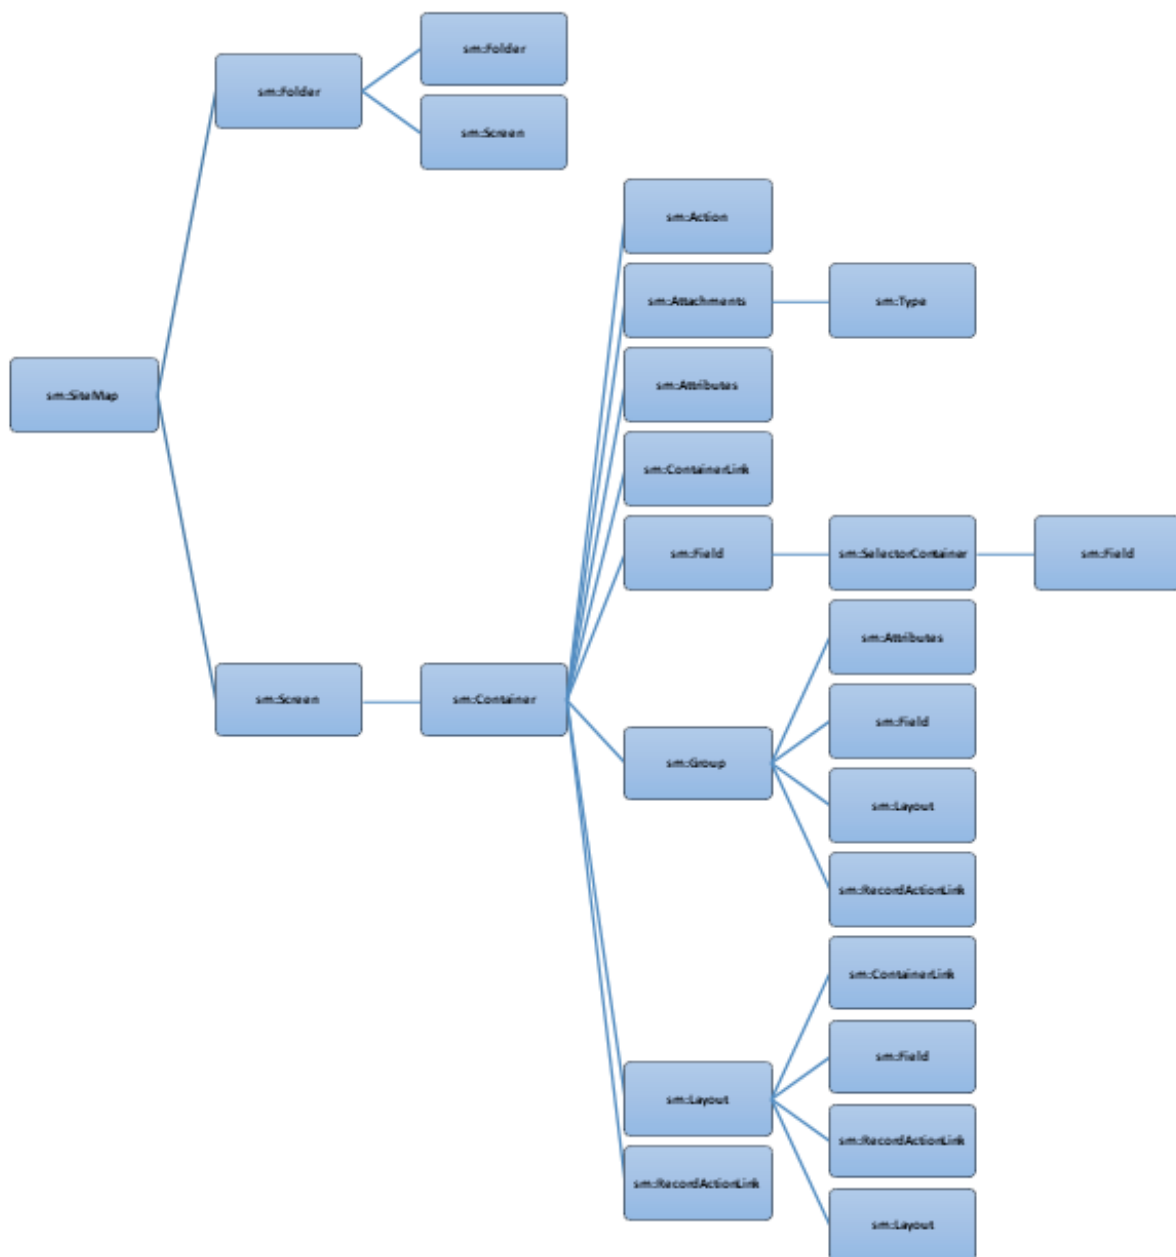 sm:Folder
sm:Folder
sm:Screen
sm:Action
sm:Attachments
sm:Type
sm:SiteMap
sm:Attributes
sm:ContainerLink
sm:Field
sm:SelectorContainer
sm:Field
sm:Attributes
sm:Screen
sm:Container
sm:Field
sm:Group
sm:Layout
sm:RecordActionLink
sm:ContainerLink
sm:Field
sm:Layout
sm:RecordActionLink
sm:RecordActionLink
sm:Layout